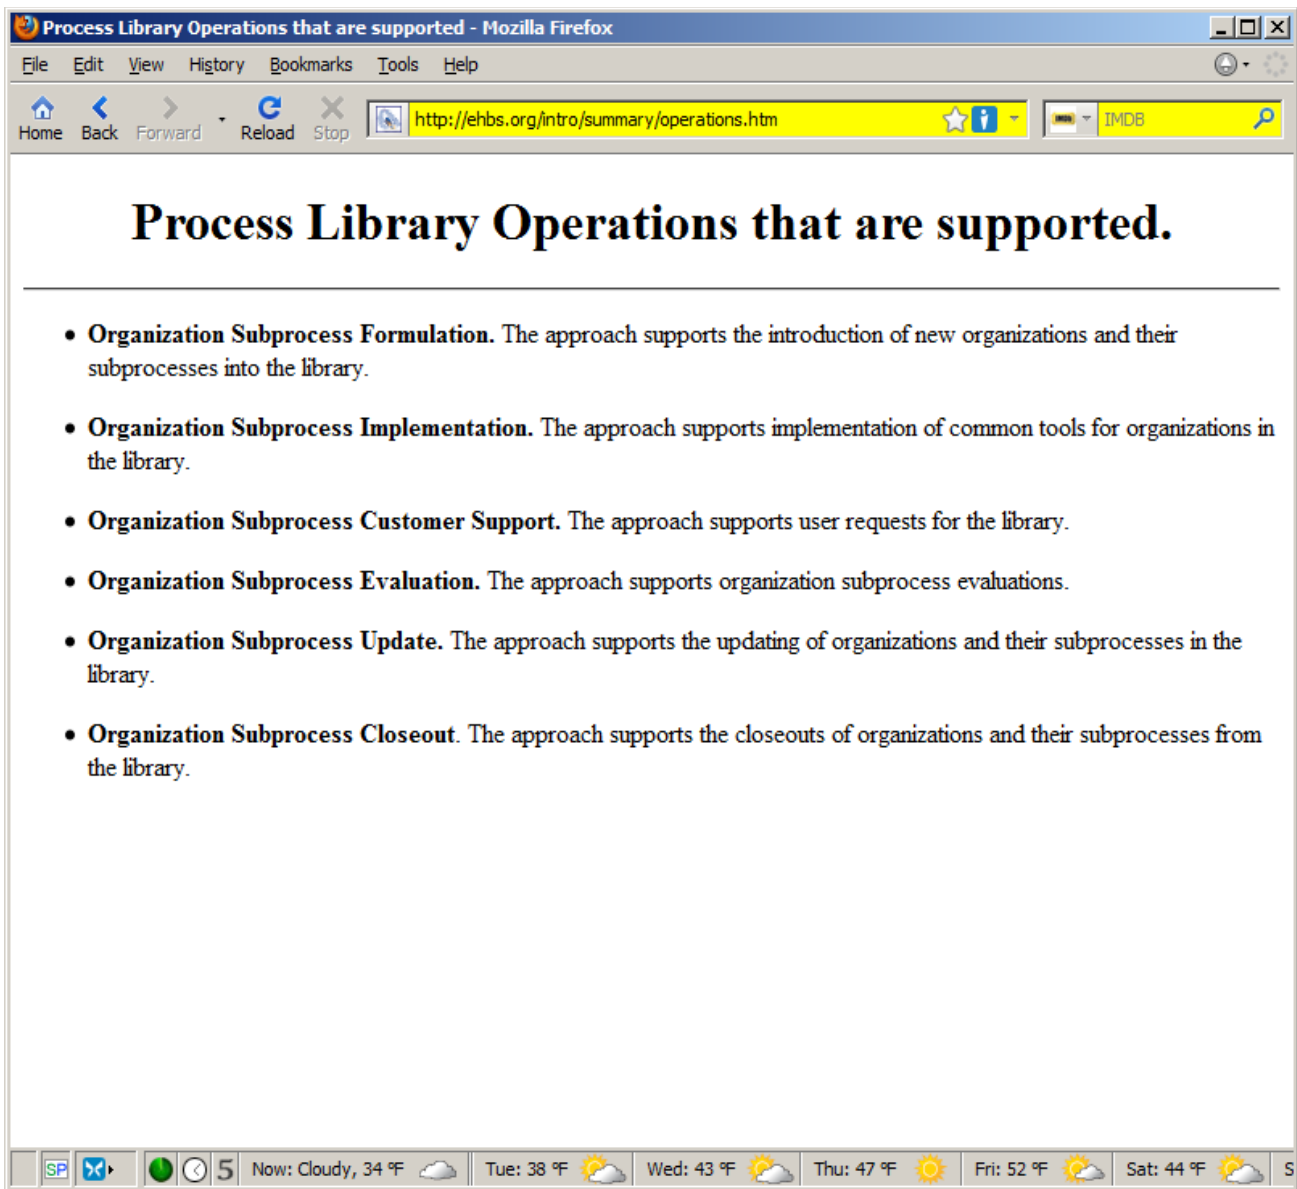 Process Library Operations that are supported - Mozilla Firefox
File Edit View History Bookmarks Tools Help
Home Back Forward Reload Stop http://ehbs.org/intro/summary/operations.htm IMDB
Process Library Operations that are supported.
• Organization Subprocess Formulation. The approach supports the introduction of new organizations and their
subprocesses into the library.
• Organization Subprocess Implementation. The approach supports implementation of common tools for organizations in
the library.
• Organization Subprocess Customer Support. The approach supports user requests for the library.
• Organization Subprocess Evaluation. The approach supports organization subprocess evaluations.
• Organization Subprocess Update. The approach supports the updating of organizations and their subprocesses in the
library.
• Organization Subprocess Closeout. The approach supports the closeouts of organizations and their subprocesses from
the library.
SP 5 Now: Cloudy, 34 °F Tue: 38 °F Wed: 43 °F Thu: 47 °F Fri: 52 °F Sat: 44 °F S